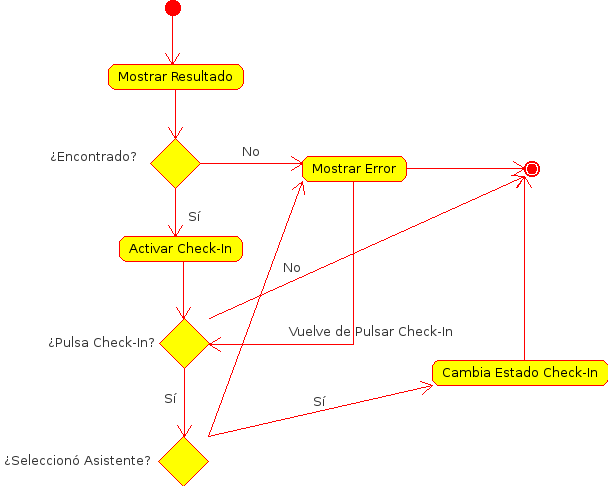 Mostrar Resultado
¿Encontrado?
No
Mostrar Error
Sí
Activar Check-In
No
Vuelve de Pulsar Check-In
¿Pulsa Check-In?
Cambia Estado Check-In
Sí
Sí
¿Seleccionó Asistente?